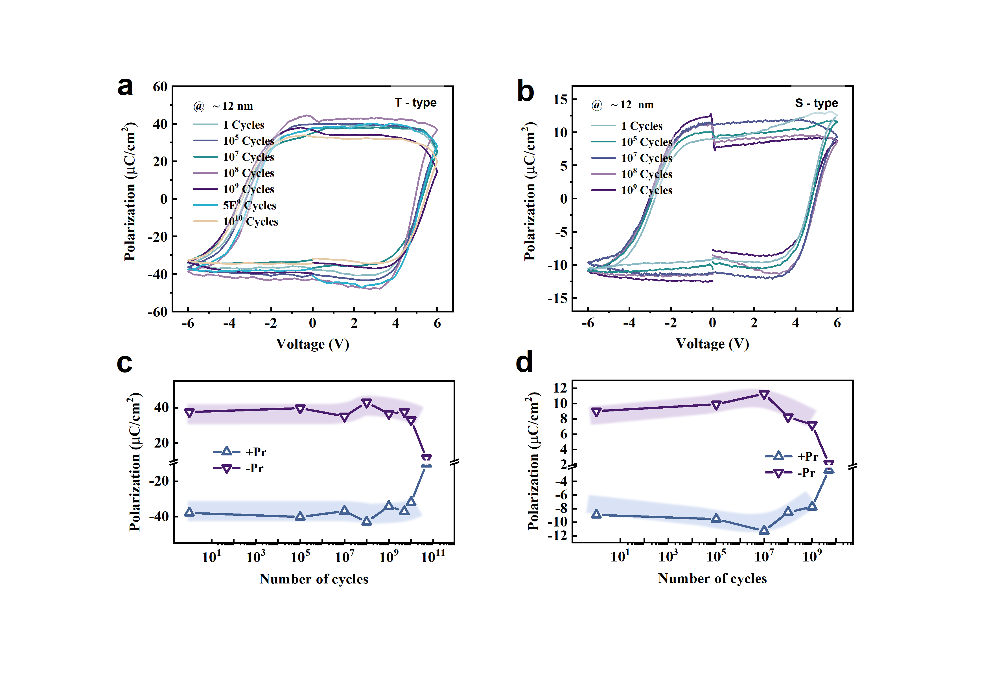 a
60
40
20
0
-20
-40
-60
Polarization (μC/cm²)
@ ~ 12 nm
T - type
1 Cycles
10⁵ Cycles
10⁷ Cycles
10⁸ Cycles
10⁹ Cycles
5E⁹ Cycles
10¹⁰ Cycles
-6 -4 -2 0 2 4 6
Voltage (V)
b
15
10
5
0
-5
-10
-15
Polarization (μC/cm²)
@ ~ 12 nm
S - type
1 Cycles
10⁵ Cycles
10⁷ Cycles
10⁸ Cycles
10⁹ Cycles
-6 -4 -2 0 2 4 6
Voltage (V)
c
40
20
-20
-40
Polarization (μC/cm²)
+Pr
-Pr
10¹ 10³ 10⁵ 10⁷ 10⁹ 10¹¹
Number of cycles
d
12
10
8
6
4
2
-4
-6
-8
-10
-12
Polarization (μC/cm²)
+Pr
-Pr
10¹ 10³ 10⁵ 10⁷ 10⁹
Number of cycles